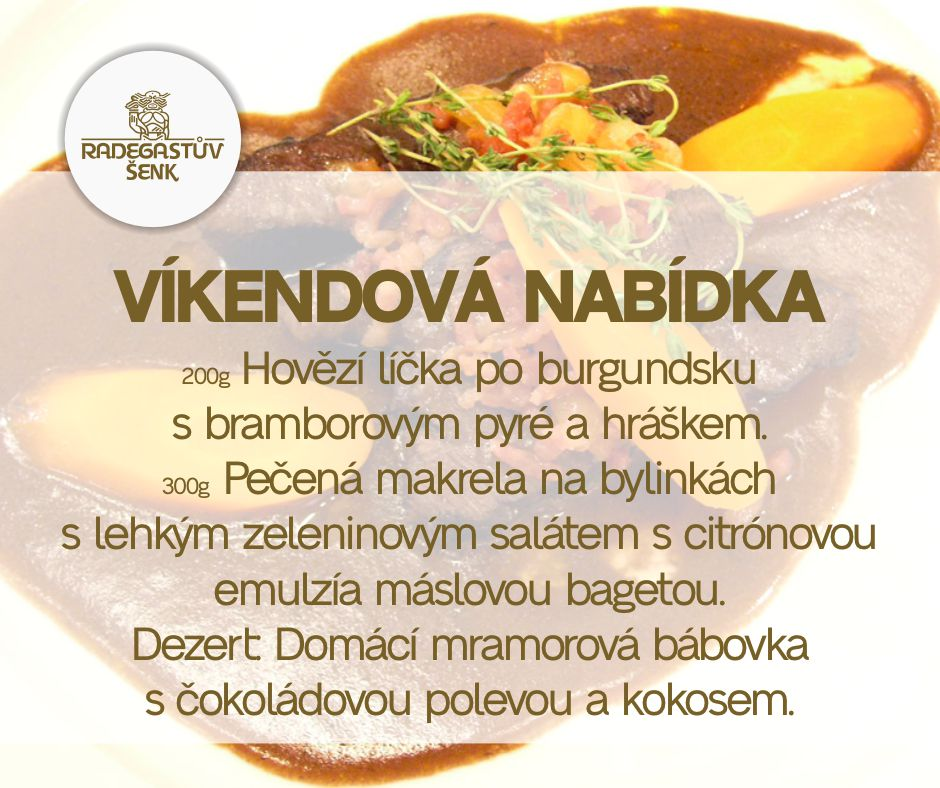 RADEGASTŮV
ŠENK
VÍKENDOVÁ NABÍDKA
200g Hovězí líčka po burgundsku
s bramborovým pyré a hráškem.
300g Pečená makrela na bylinkách
s lehkým zeleninovým salátem s citrónovou
emulzía máslovou bagetou.
Dezert: Domácí mramorová bábovka
s čokoládovou polevou a kokosem.